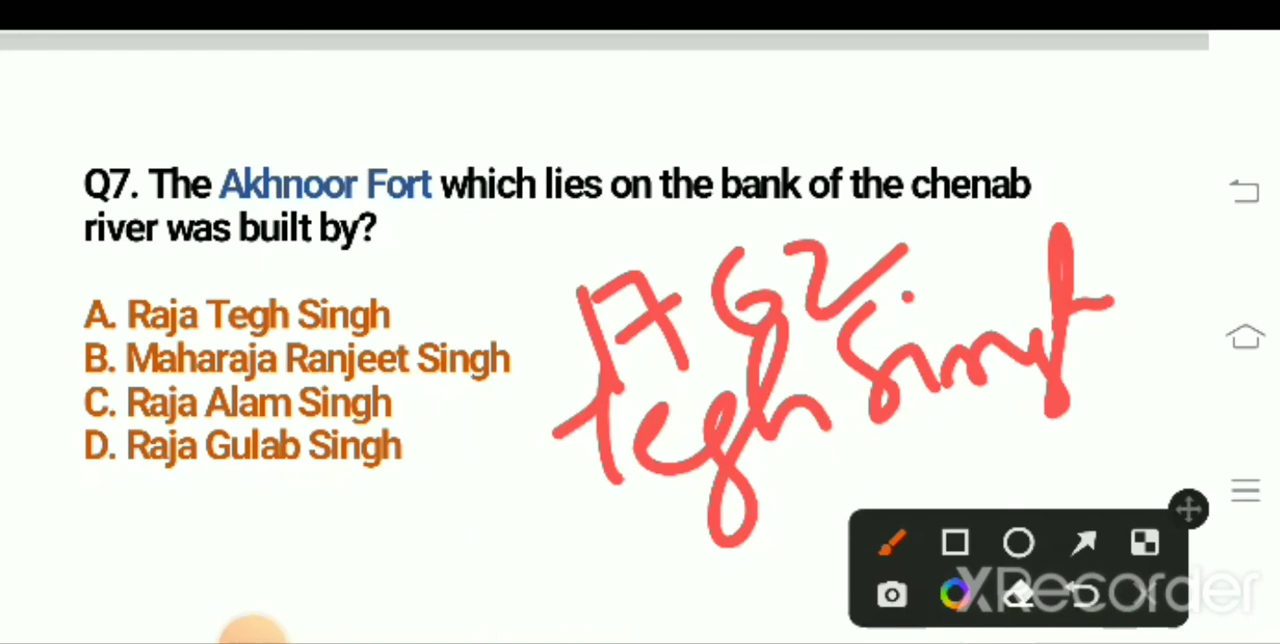 Q7. The Akhnoor Fort which lies on the bank of the chenab
river was built by?
A. Raja Tegh Singh
B. Maharaja Ranjeet Singh
C. Raja Alam Singh
D. Raja Gulab Singh
1762
Tegh Singh
XRecorder